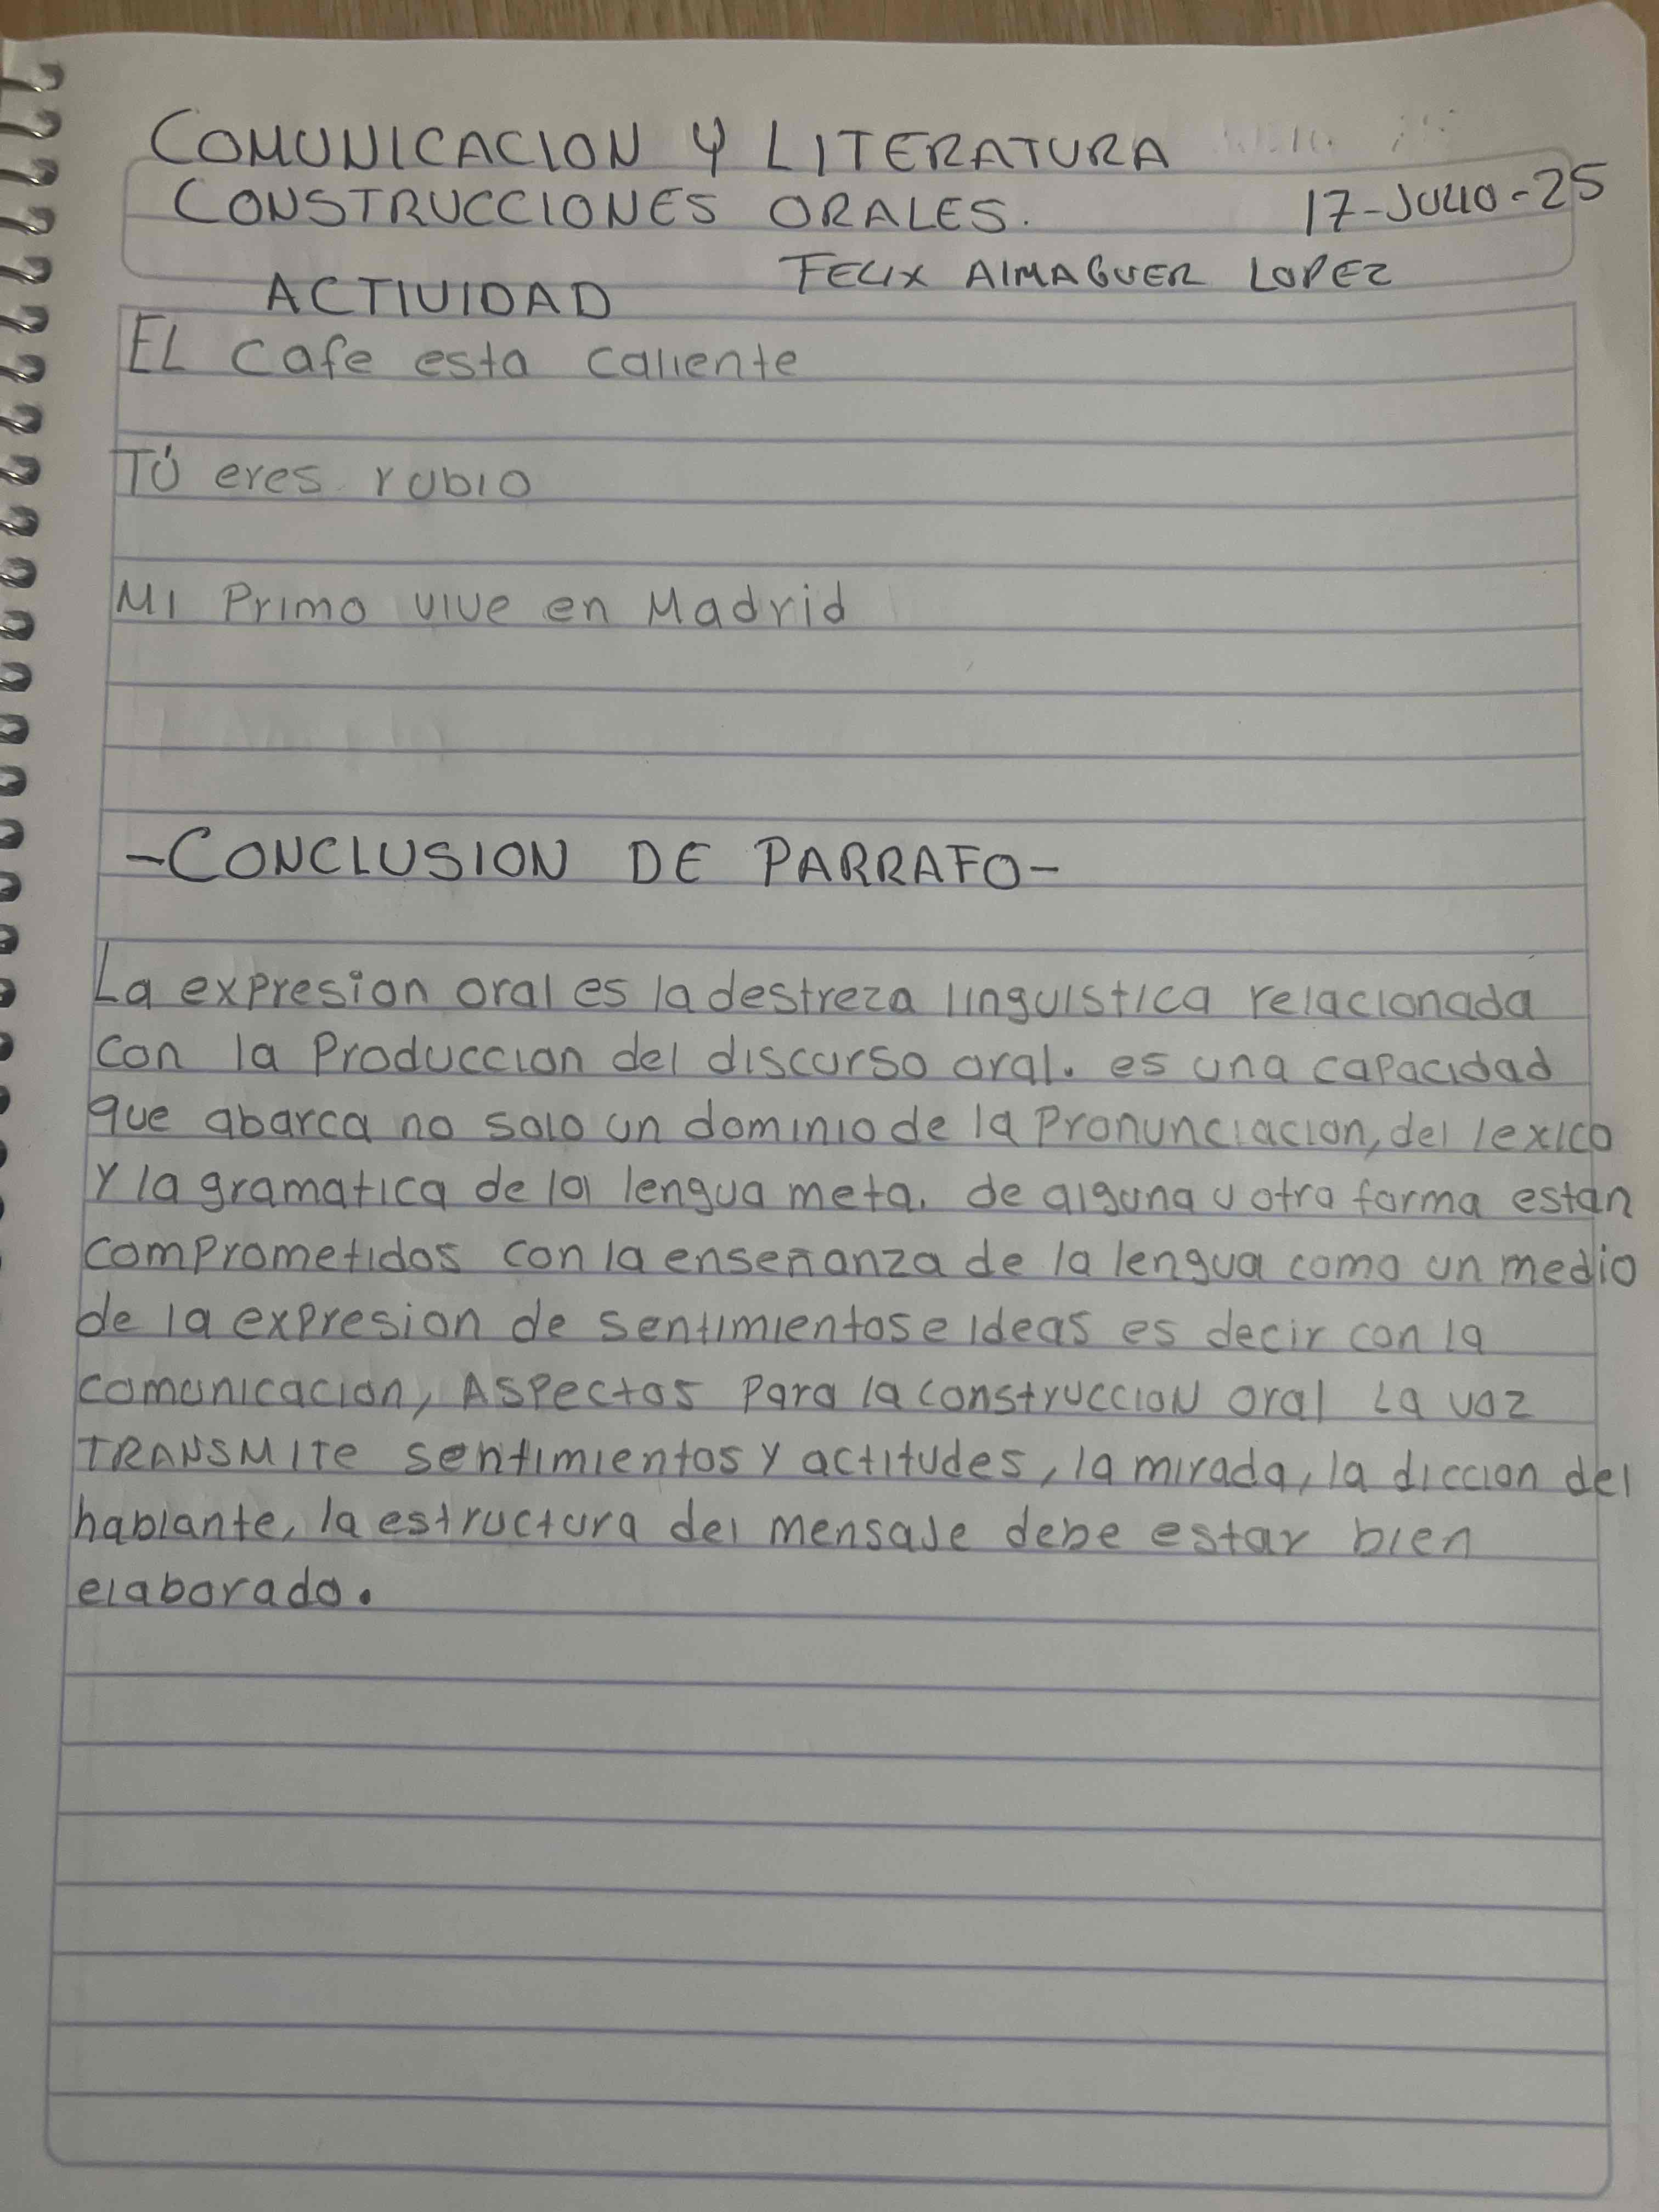 COMUNICACION Y LITERATURA
CONSTRUCCIONES ORALES. 17-JULIO-25
ACTIVIDAD FELIX AlMAGUER LOPEZ
EL Cafe esta caliente
TÚ eres rubio
MI Primo vive en Madrid
-CONCLUSION DE PARRAFO-
La expresion oral es la destreza linguistica relacionada
con la Produccion del discurso oral. es una capacidad
que abarca no solo un dominio de la Pronunciacion, del lexico
Y la gramatica de la lengua meta. de alguna u otra forma estan
comprometidos con la enseñanza de la lengua como un medio
de la expresion de sentimientos e ideas es decir con la
comunicacion, Aspectos Para la construccion oral La voz
TRANSMITe sentimientos y actitudes, la mirada, la diccion del
hablante, la estructura del mensaje debe estar bien
elaborado.